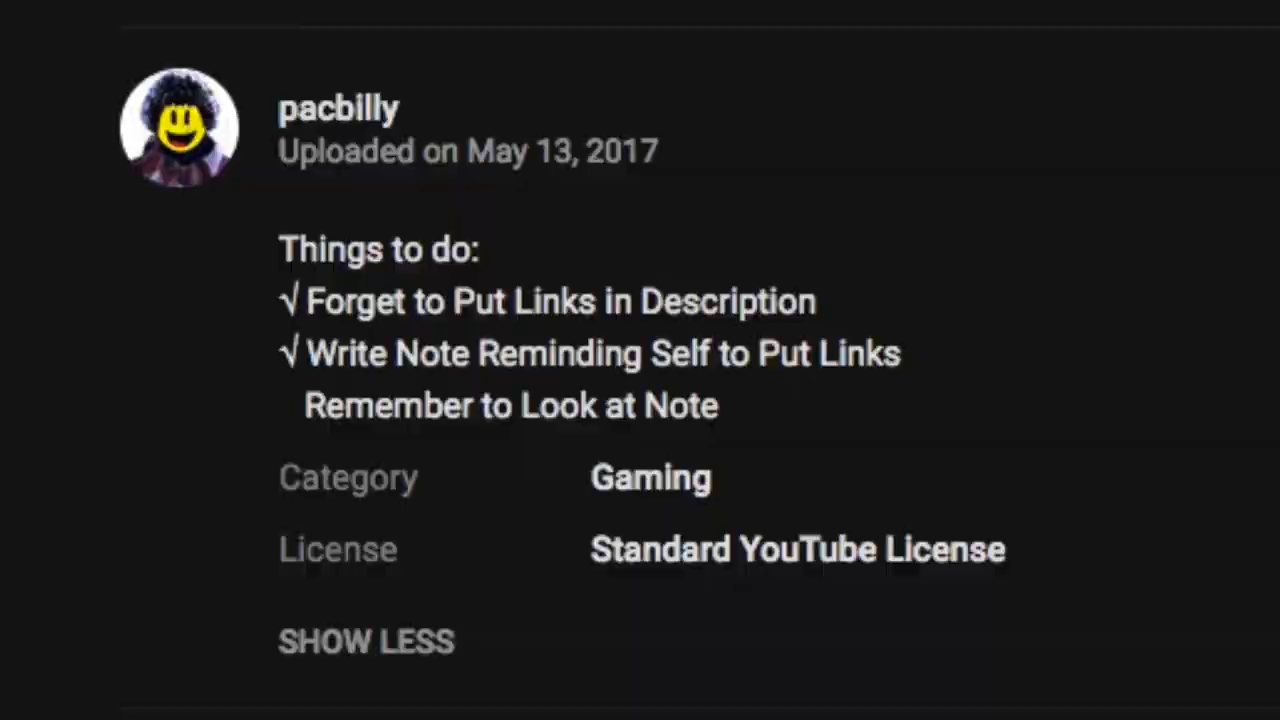 pacbilly
Uploaded on May 13, 2017
Things to do:
√ Forget to Put Links in Description
√ Write Note Reminding Self to Put Links
Remember to Look at Note
Category Gaming
License Standard YouTube License
SHOW LESS